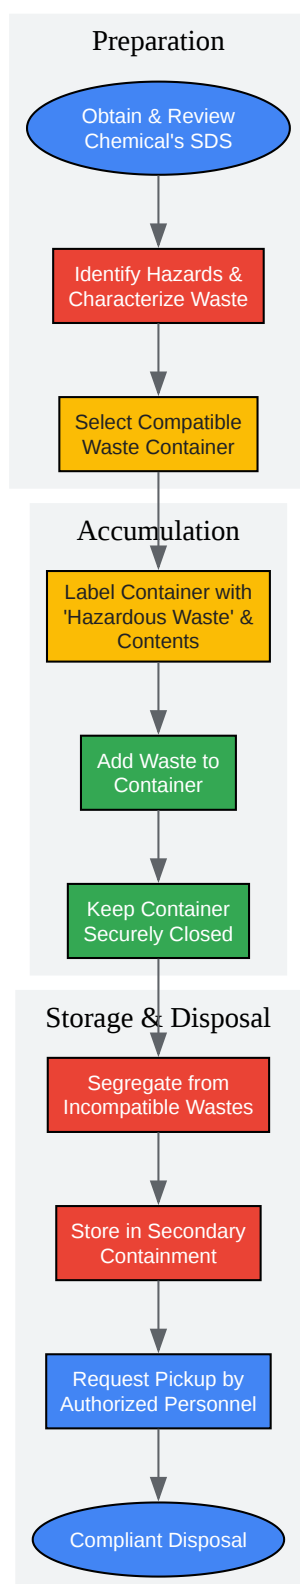 Preparation
Obtain & Review
Chemical's SDS
Identify Hazards &
Characterize Waste
Select Compatible
Waste Container
Accumulation
Label Container with
'Hazardous Waste' &
Contents
Add Waste to
Container
Keep Container
Securely Closed
Storage & Disposal
Segregate from
Incompatible Wastes
Store in Secondary
Containment
Request Pickup by
Authorized Personnel
Compliant Disposal